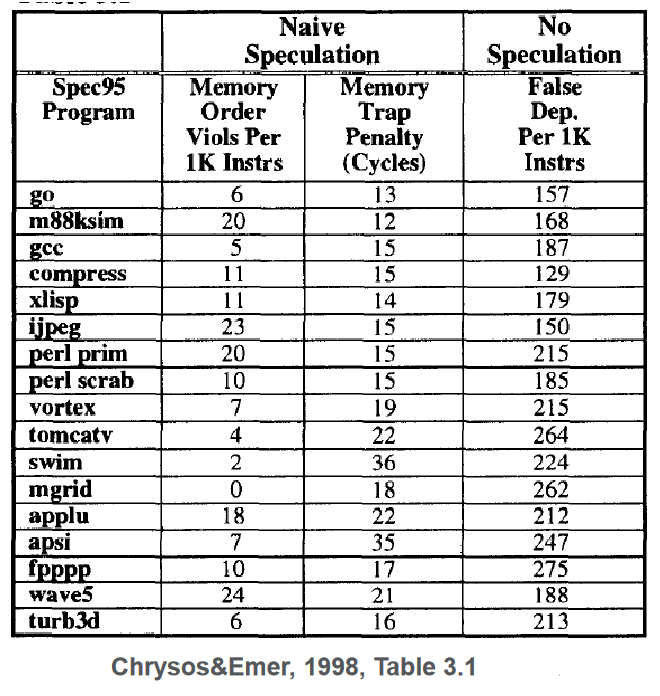 Naive Speculation | No Speculation
Spec95 Program | Memory Order Viols Per 1K Instrs | Memory Trap Penalty (Cycles) | False Dep. Per 1K Instrs
go | 6 | 13 | 157
m88ksim | 20 | 12 | 168
gcc | 5 | 15 | 187
compress | 11 | 15 | 129
xlisp | 11 | 14 | 179
ijpeg | 23 | 15 | 150
perl prim | 20 | 15 | 215
perl scrab | 10 | 15 | 185
vortex | 7 | 19 | 215
tomcatv | 4 | 22 | 264
swim | 2 | 36 | 224
mgrid | 0 | 18 | 262
applu | 18 | 22 | 212
apsi | 7 | 35 | 247
fpppp | 10 | 17 | 275
wave5 | 24 | 21 | 188
turb3d | 6 | 16 | 213
Chrysos&Emer, 1998, Table 3.1